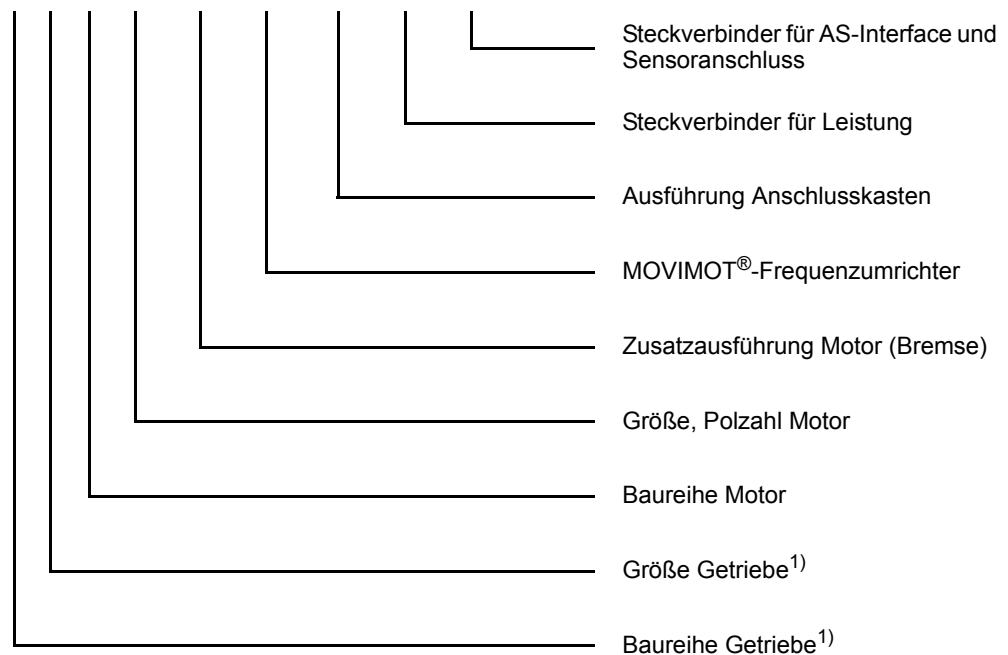 Steckverbinder für AS-Interface und
Sensoranschluss
Steckverbinder für Leistung
Ausführung Anschlusskasten
MOVIMOT®-Frequenzumrichter
Zusatzausführung Motor (Bremse)
Größe, Polzahl Motor
Baureihe Motor
Größe Getriebe1)
Baureihe Getriebe1)